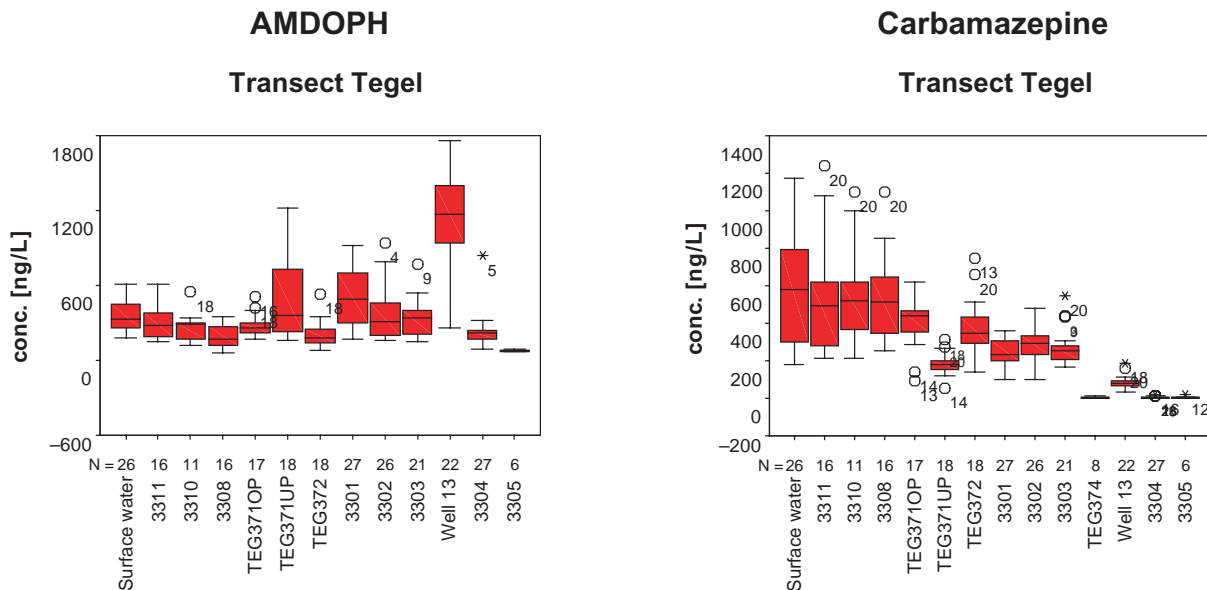 AMDOPH
Transect Tegel
conc. [ng/L]
1800
1200
600
0
–600
18
16
18
18
4
9
5
N = 26 16 11 16 17 18 18 27 26 21 22 27 6
Surface water
3311
3310
3308
TEG371OP
TEG371UP
TEG372
3301
3302
3303
Well 13
3304
3305
Carbamazepine
Transect Tegel
conc. [ng/L]
1400
1200
1000
800
600
400
200
0
–200
20
20
20
14
13
18
20
14
13
20
20
9
18
20
16
12
N = 26 16 11 16 17 18 18 27 26 21 8 22 27 6
Surface water
3311
3310
3308
TEG371OP
TEG371UP
TEG372
3301
3302
3303
TEG374
Well 13
3304
3305